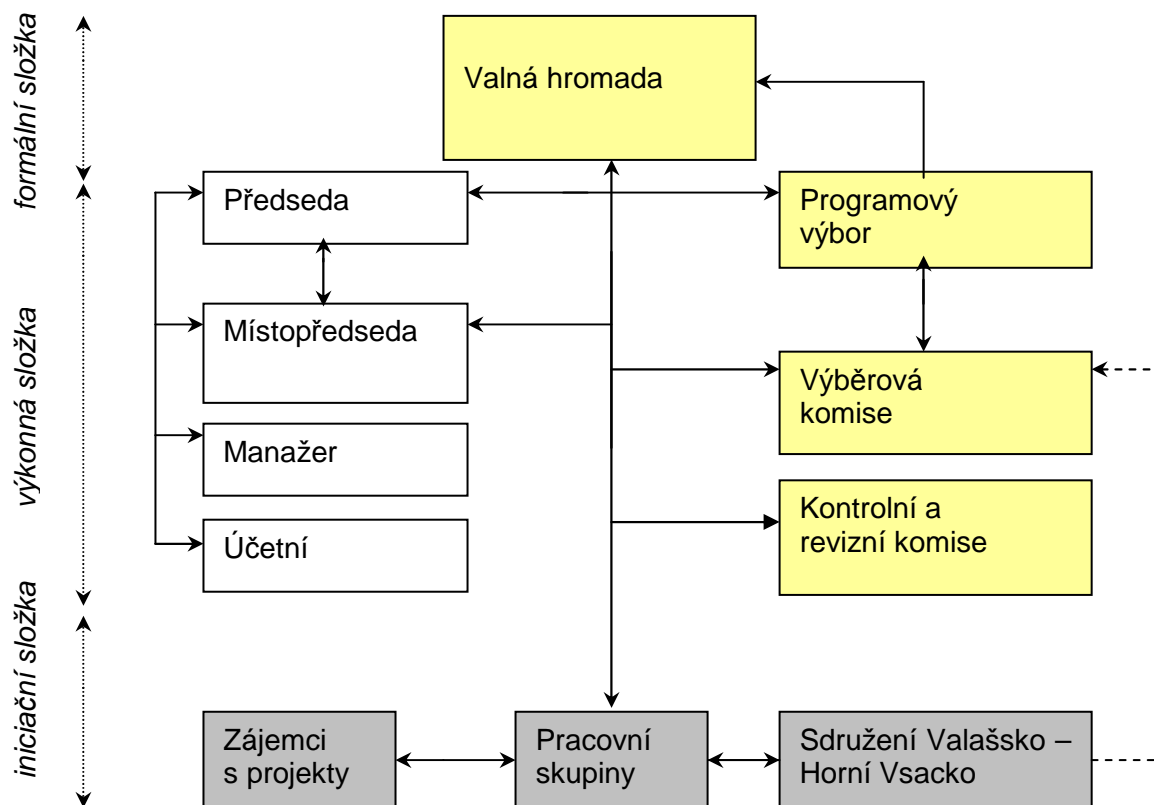 formální složka
Valná hromada
Předseda
Programový
výbor
výkonná složka
Místopředseda
Výběrová
komise
Manažer
Kontrolní a
revizní komise
Účetní
iniciační složka
Zájemci
s projekty
Pracovní
skupiny
Sdružení Valašsko –
Horní Vsacko